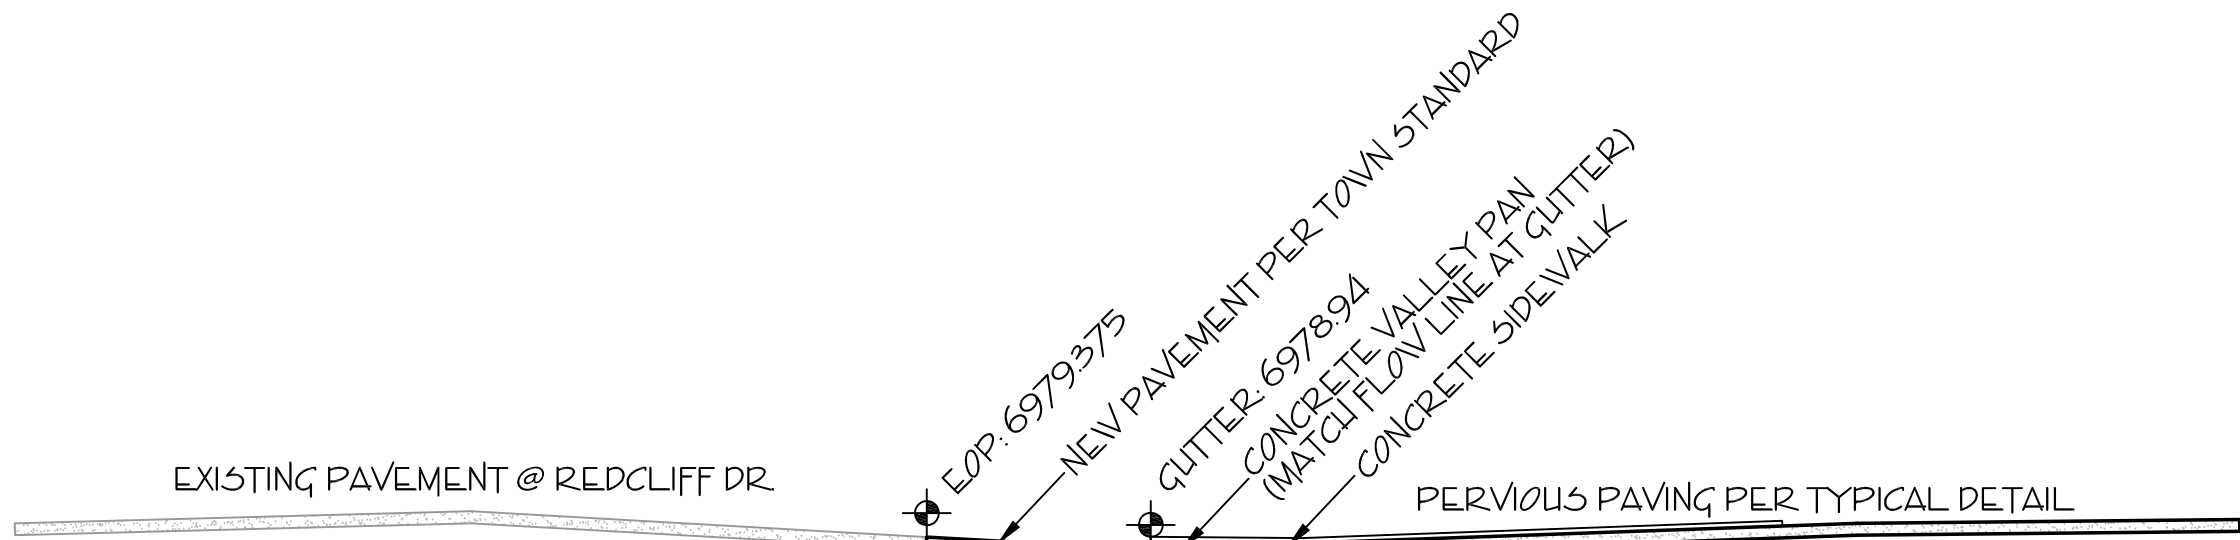 EXISTING PAVEMENT @ REDCLIFF DR.
E.O.P.: 6979.375
NEW PAVEMENT PER TOWN STANDARD
GUTTER: 6978.94
CONCRETE VALLEY PAN
(MATCH FLOW LINE AT GUTTER)
CONCRETE SIDEWALK
PERVIOUS PAVING PER TYPICAL DETAIL